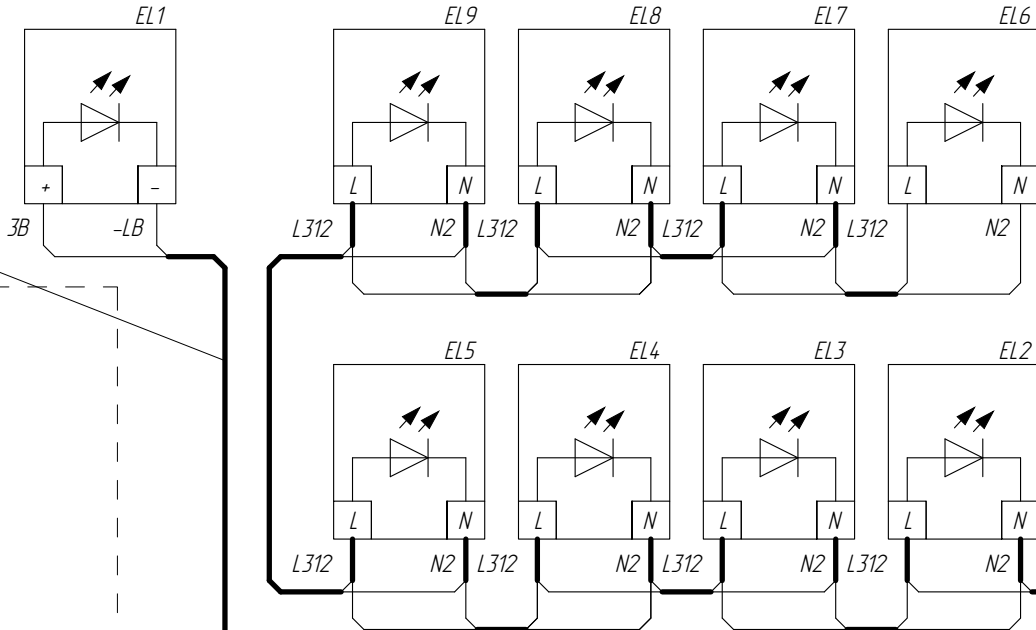 EL1 EL9 EL8 EL7 EL6
+ - L N L N L N L N
3B -LB L312 N2 L312 N2 L312 N2 L312 N2
EL5 EL4 EL3 EL2
L N L N L N L N
L312 N2 L312 N2 L312 N2 L312 N2